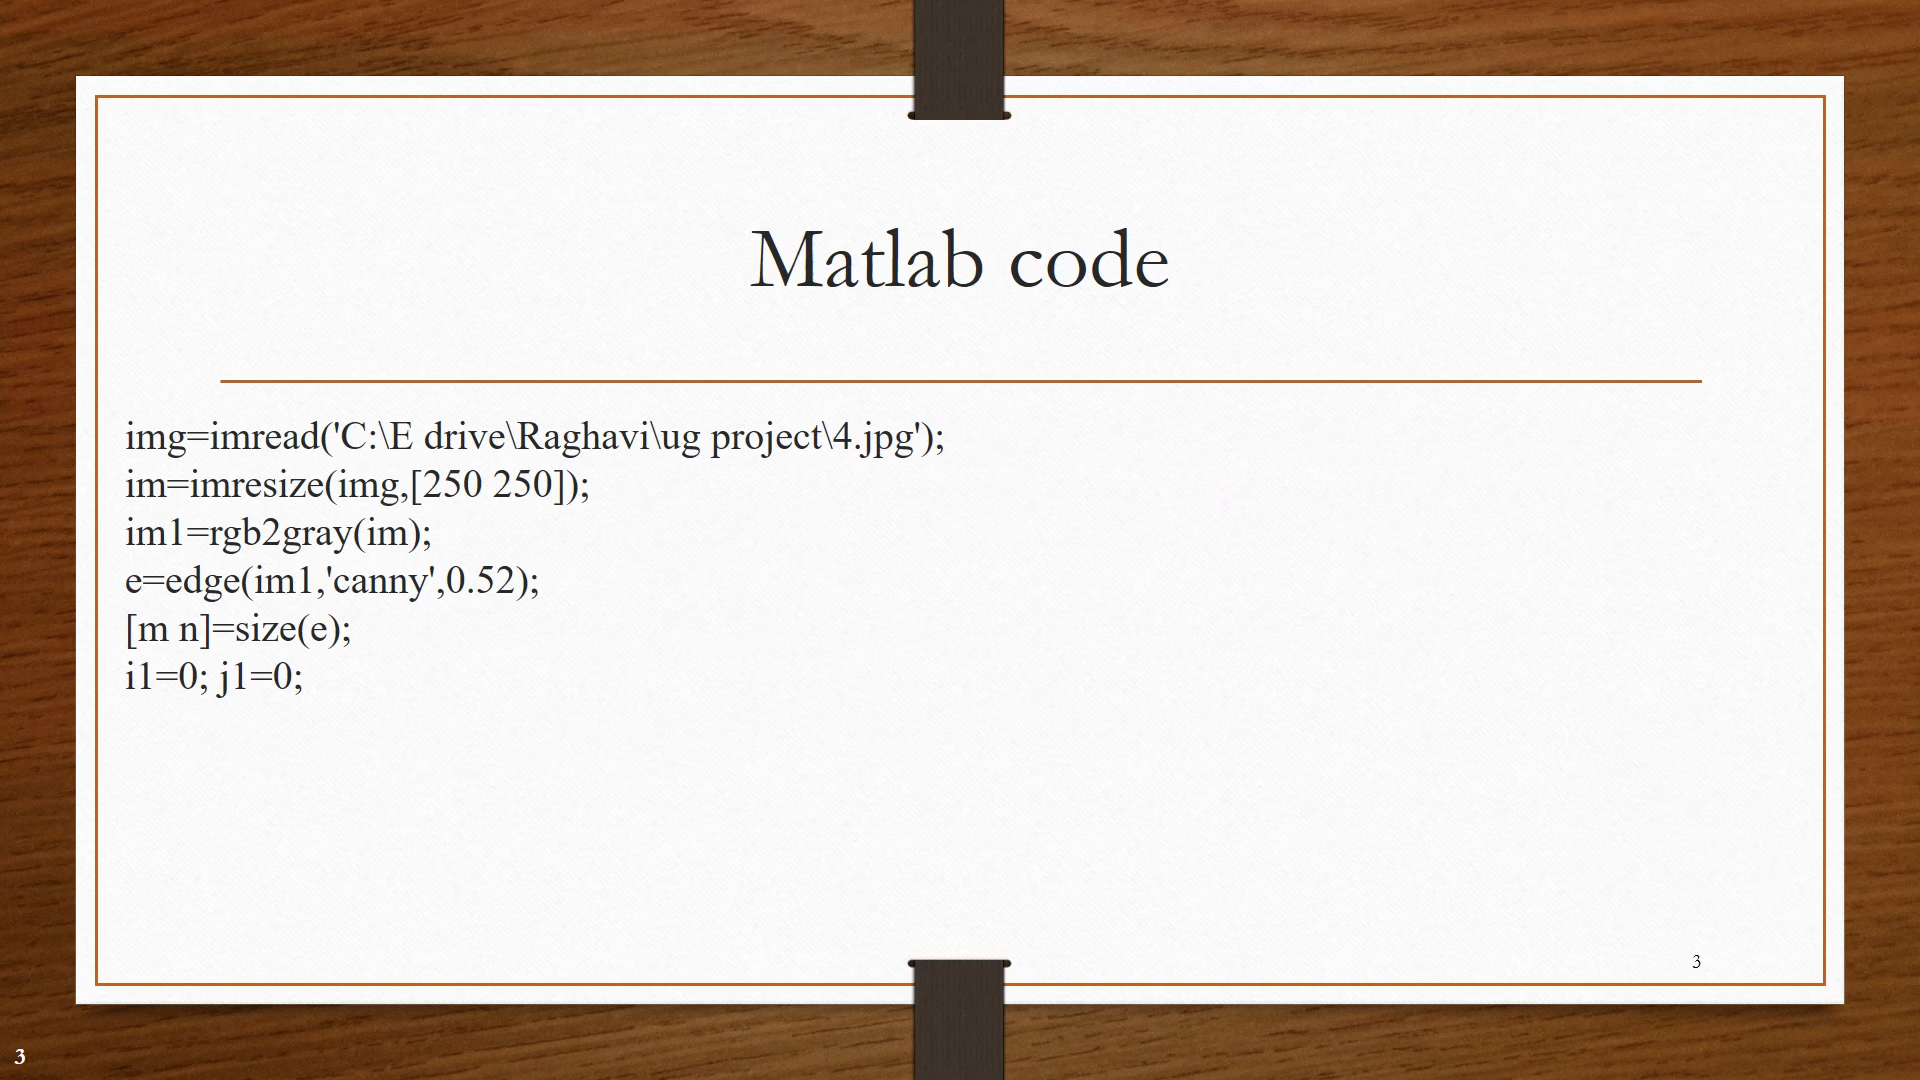 Matlab code
img=imread('C:\E drive\Raghavi\ug project\4.jpg');
im=imresize(img,[250 250]);
im1=rgb2gray(im);
e=edge(im1,'canny',0.52);
[m n]=size(e);
i1=0; j1=0;
3
3